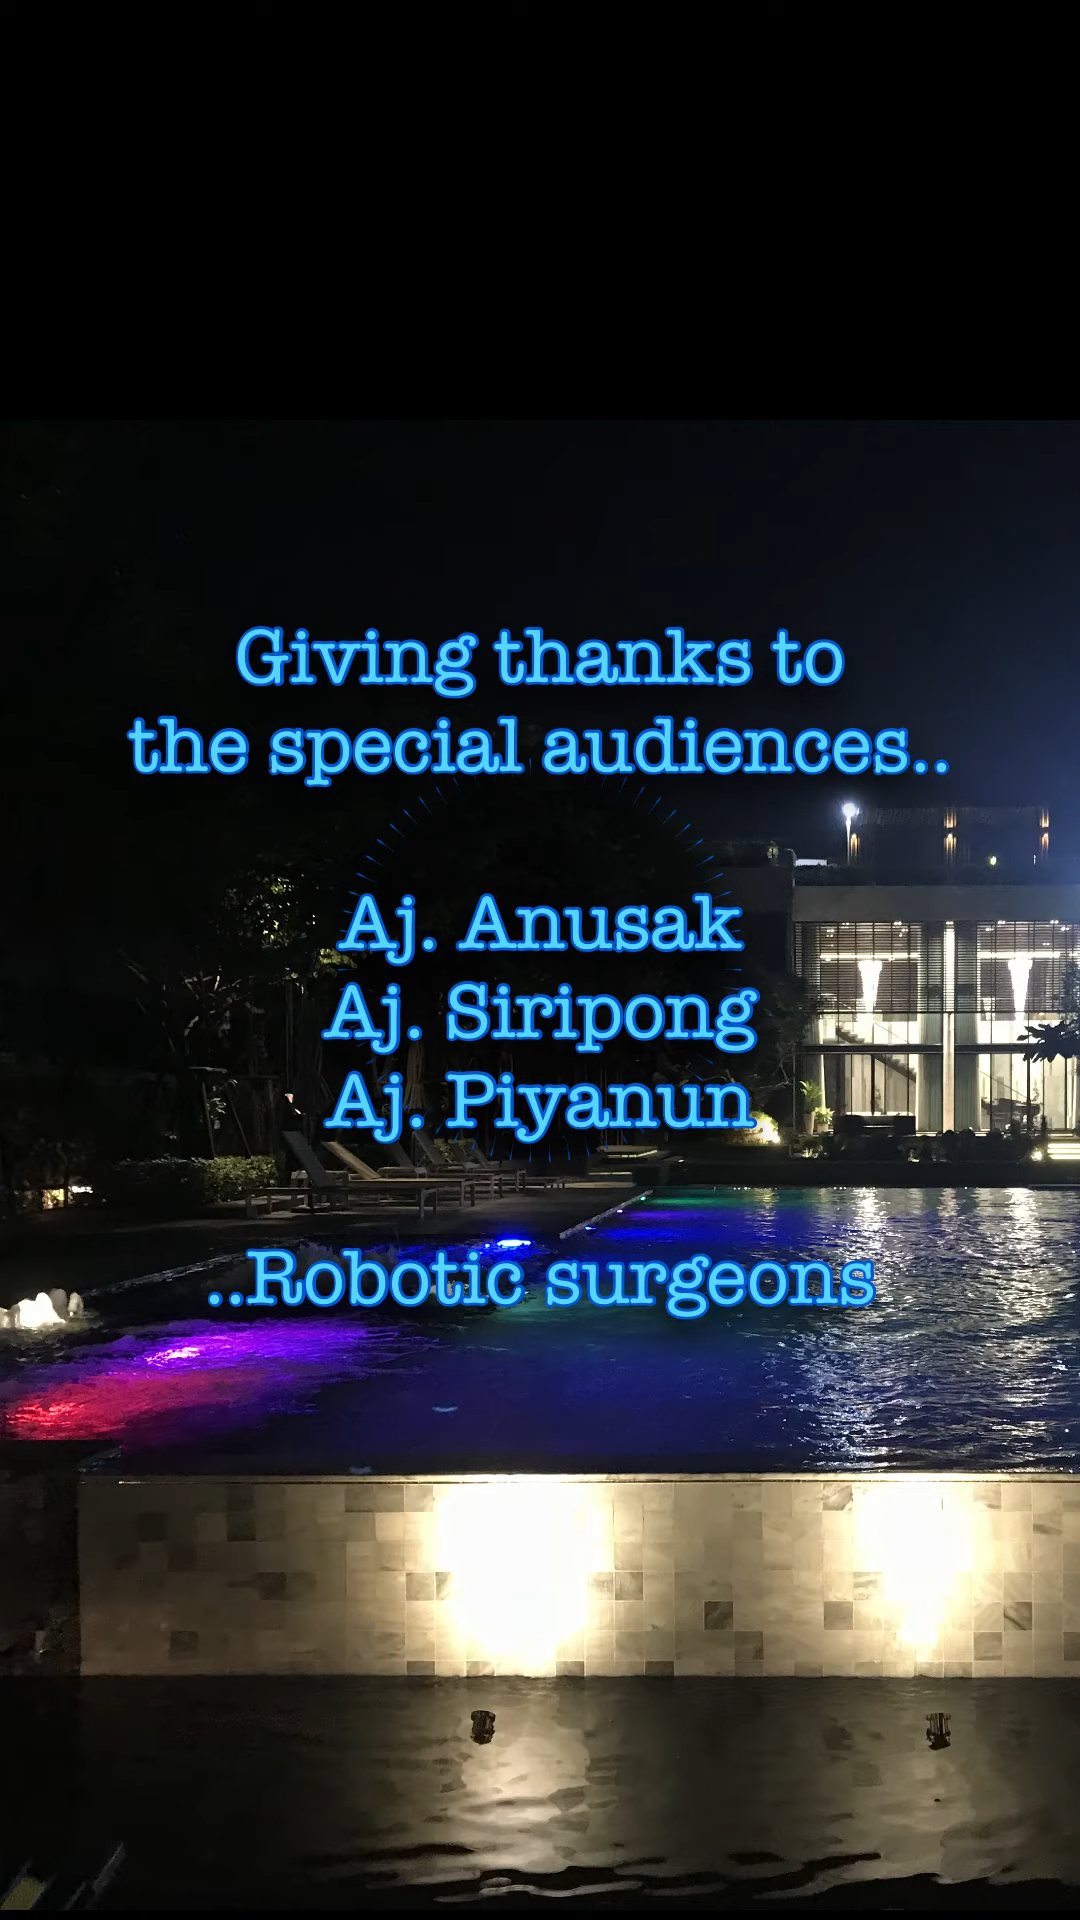 Giving thanks to
the special audiences..
Aj. Anusak
Aj. Siripong
Aj. Piyanun
..Robotic surgeons